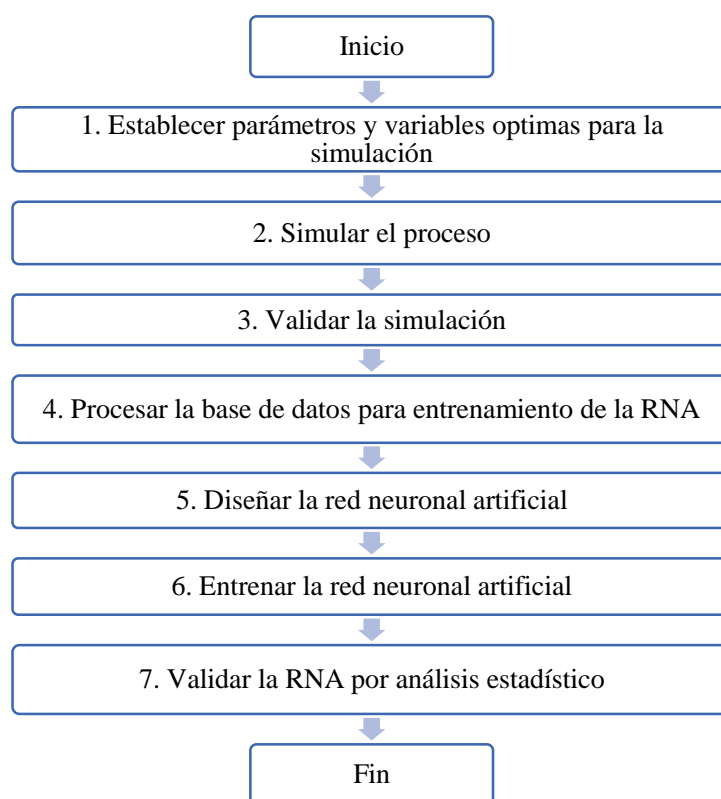 Inicio
1. Establecer parámetros y variables optimas para la
simulación
2. Simular el proceso
3. Validar la simulación
4. Procesar la base de datos para entrenamiento de la RNA
5. Diseñar la red neuronal artificial
6. Entrenar la red neuronal artificial
7. Validar la RNA por análisis estadístico
Fin